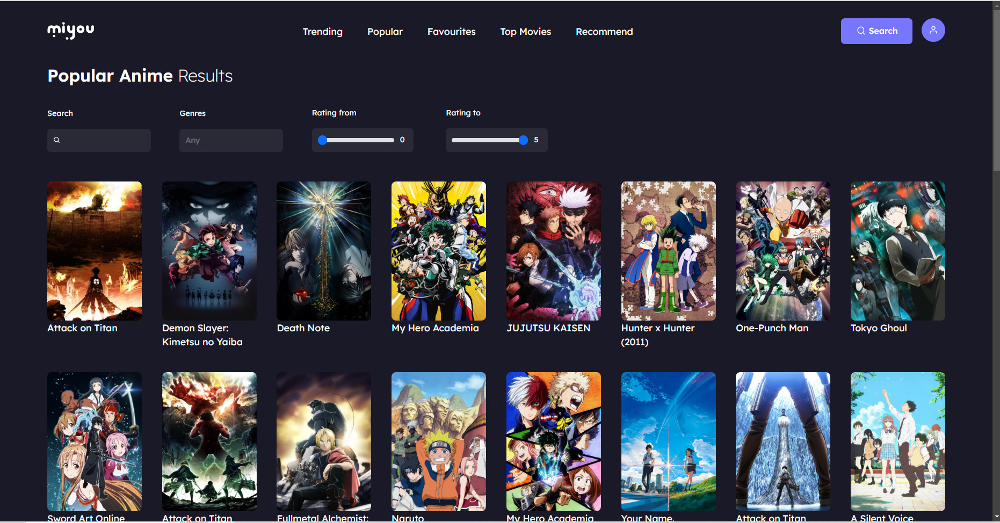 miyou
Trending
Popular
Favourites
Top Movies
Recommend
Search
Popular Anime Results
Search
Genres
Rating from
Rating to
Any
0
5
Attack on Titan
Demon Slayer:
Kimetsu no Yaiba
Death Note
My Hero Academia
JUJUTSU KAISEN
Hunter x Hunter
(2011)
One-Punch Man
Tokyo Ghoul
Sword Art Online
Attack on Titan
Fullmetal Alchemist:
Naruto
My Hero Academia
Your Name.
Attack on Titan
A Silent Voice